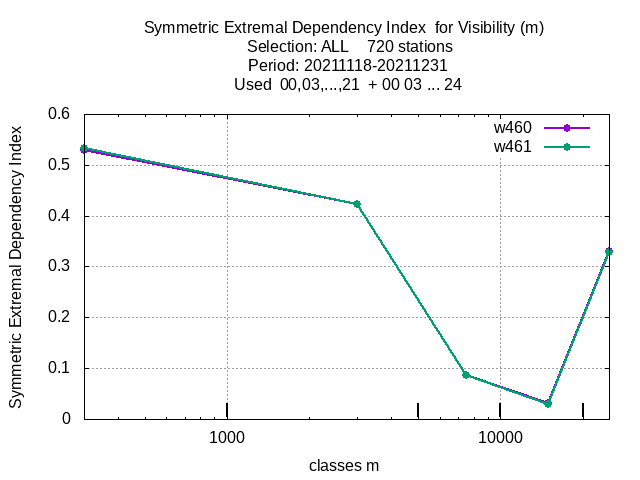 Symmetric Extremal Dependency Index  for Visibility (m)
Selection: ALL    720 stations
Period: 20211118-20211231
Used  00,03,...,21  + 00 03 ... 24
w460
w461
Symmetric Extremal Dependency Index
0.6
0.5
0.4
0.3
0.2
0.1
0
1000 10000
classes m